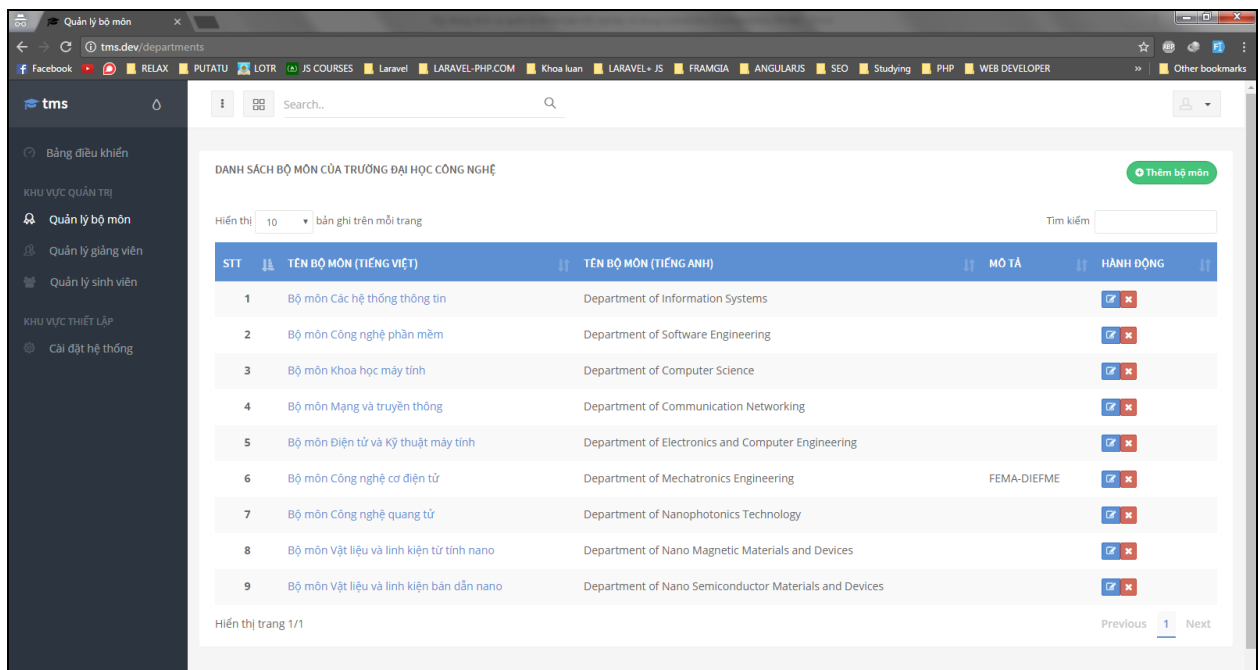 Quản lý bộ môn
tms.dev/departments
Facebook RELAX PUTATU LOTR JS COURSES Laravel LARAVEL-PHP.COM Khoa luan LARAVEL+ JS FRAMGIA ANGULARJS SEO Studying PHP WEB DEVELOPER » Other bookmarks
tms
Search..
Bảng điều khiển
KHU VỰC QUẢN TRỊ
Quản lý bộ môn
Quản lý giảng viên
Quản lý sinh viên
KHU VỰC THIẾT LẬP
Cài đặt hệ thống
DANH SÁCH BỘ MÔN CỦA TRƯỜNG ĐẠI HỌC CÔNG NGHỆ
Thêm bộ môn
Hiển thị 10 bản ghi trên mỗi trang
Tìm kiếm
STT TÊN BỘ MÔN (TIẾNG VIỆT) TÊN BỘ MÔN (TIẾNG ANH) MÔ TẢ HÀNH ĐỘNG
1 Bộ môn Các hệ thống thông tin Department of Information Systems
2 Bộ môn Công nghệ phần mềm Department of Software Engineering
3 Bộ môn Khoa học máy tính Department of Computer Science
4 Bộ môn Mạng và truyền thông Department of Communication Networking
5 Bộ môn Điện tử và Kỹ thuật máy tính Department of Electronics and Computer Engineering
6 Bộ môn Công nghệ cơ điện tử Department of Mechatronics Engineering FEMA-DIEFME
7 Bộ môn Công nghệ quang tử Department of Nanophotonics Technology
8 Bộ môn Vật liệu và linh kiện từ tính nano Department of Nano Magnetic Materials and Devices
9 Bộ môn Vật liệu và linh kiện bán dẫn nano Department of Nano Semiconductor Materials and Devices
Hiển thị trang 1/1
Previous 1 Next